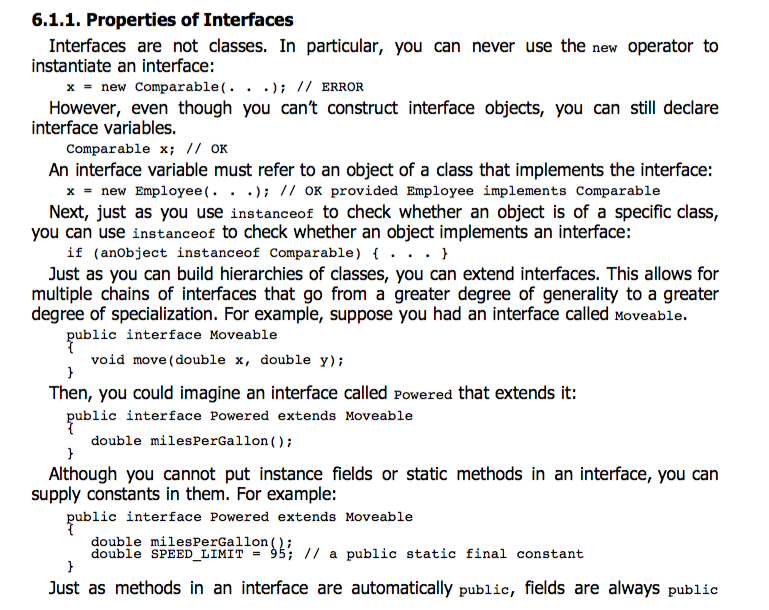 6.1.1. Properties of Interfaces
Interfaces are not classes. In particular, you can never use the new operator to
instantiate an interface:
x = new Comparable(. . .); // ERROR
However, even though you can't construct interface objects, you can still declare
interface variables.
Comparable x; // OK
An interface variable must refer to an object of a class that implements the interface:
x = new Employee(. . .); // OK provided Employee implements Comparable
Next, just as you use instanceof to check whether an object is of a specific class,
you can use instanceof to check whether an object implements an interface:
if (anObject instanceof Comparable) { . . . }
Just as you can build hierarchies of classes, you can extend interfaces. This allows for
multiple chains of interfaces that go from a greater degree of generality to a greater
degree of specialization. For example, suppose you had an interface called Moveable.
public interface Moveable
{
void move(double x, double y);
}
Then, you could imagine an interface called Powered that extends it:
public interface Powered extends Moveable
{
double milesPerGallon();
}
Although you cannot put instance fields or static methods in an interface, you can
supply constants in them. For example:
public interface Powered extends Moveable
{
double milesPerGallon();
double SPEED_LIMIT = 95; // a public static final constant
}
Just as methods in an interface are automatically public, fields are always public